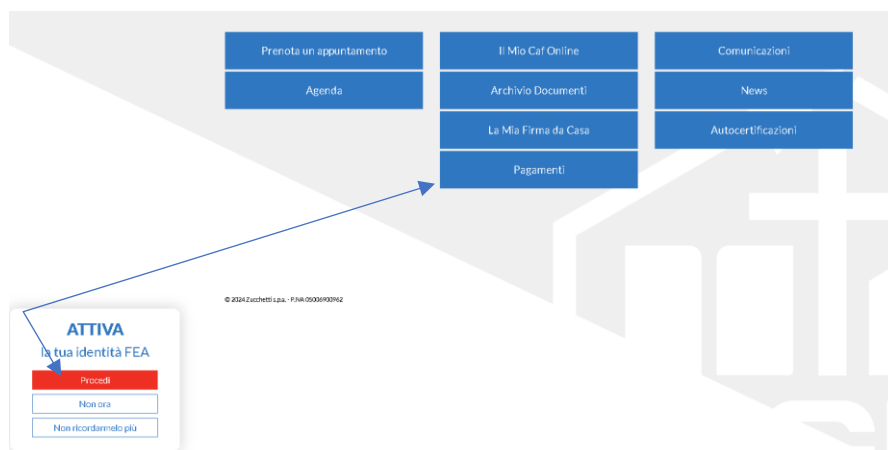 Prenota un appuntamento
Il Mio Caf Online
Comunicazioni
Agenda
Archivio Documenti
News
La Mia Firma da Casa
Autocertificazioni
Pagamenti
© 2024 Zucchetti s.p.a. - P.IVA 05006900962
ATTIVA
la tua identità FEA
Procedi
Non ora
Non ricordarmelo più